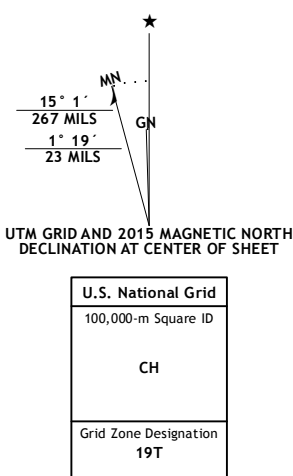 ★
MN
15° 1´
267 MILS
GN
1° 19´
23 MILS
UTM GRID AND 2015 MAGNETIC NORTH
DECLINATION AT CENTER OF SHEET
U.S. National Grid
100,000-m Square ID
CH
Grid Zone Designation
19T